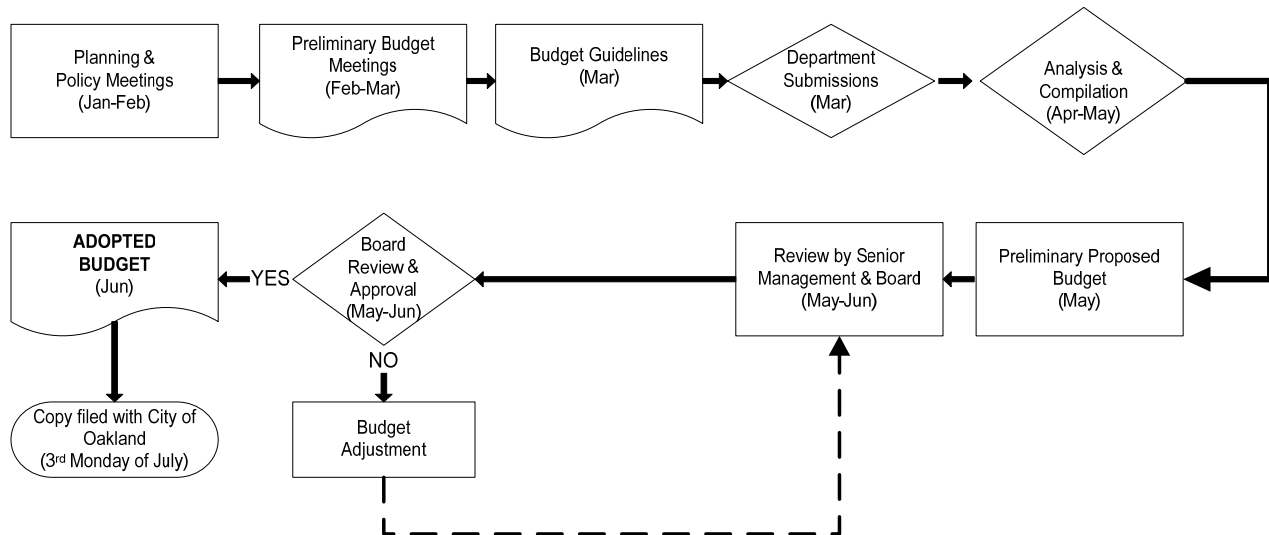 Planning &
Policy Meetings
(Jan-Feb)
Preliminary Budget
Meetings
(Feb-Mar)
Budget Guidelines
(Mar)
Department
Submissions
(Mar)
Analysis &
Compilation
(Apr-May)
Preliminary Proposed
Budget
(May)
Review by Senior
Management & Board
(May-Jun)
Board
Review &
Approval
(May-Jun)
YES
ADOPTED
BUDGET
(Jun)
Copy filed with City of
Oakland
(3rd Monday of July)
NO
Budget
Adjustment